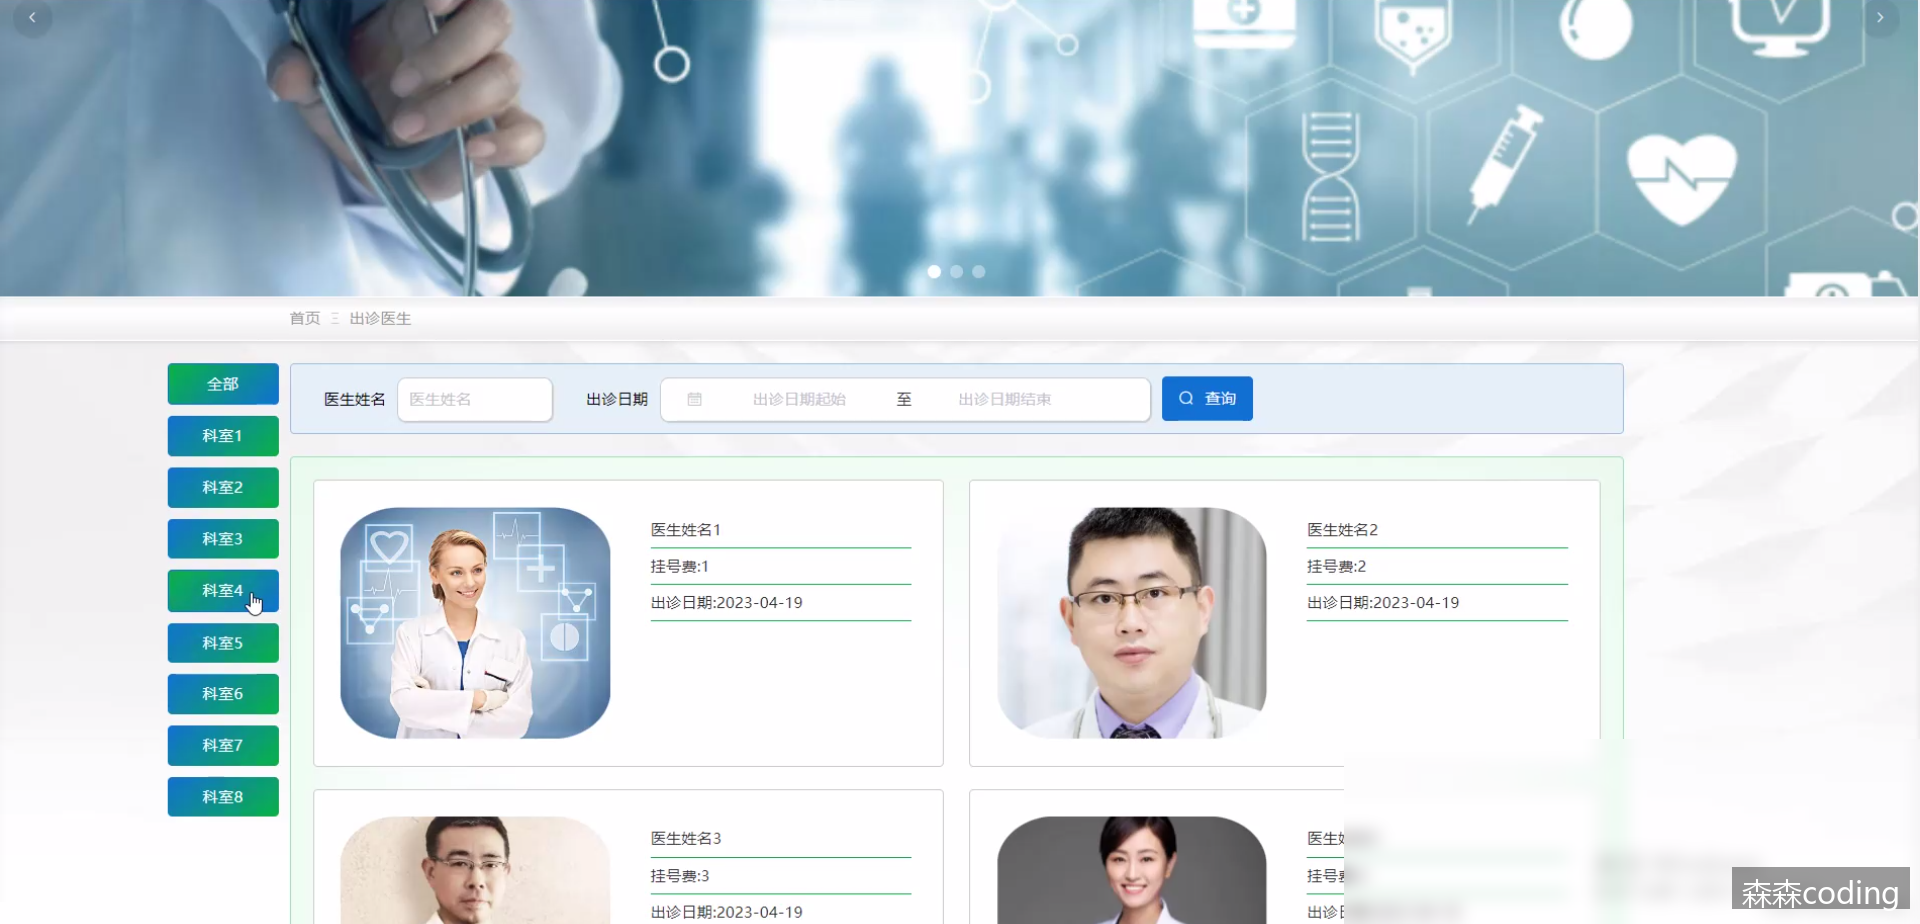 首页 三 出诊医生
全部
科室1
科室2
科室3
科室4
科室5
科室6
科室7
科室8
医生姓名 医生姓名 出诊日期 出诊日期起始 至 出诊日期结束 查询
医生姓名1
挂号费:1
出诊日期:2023-04-19
医生姓名2
挂号费:2
出诊日期:2023-04-19
医生姓名3
挂号费:3
出诊日期:2023-04-19
医生
挂号
出诊
森森coding